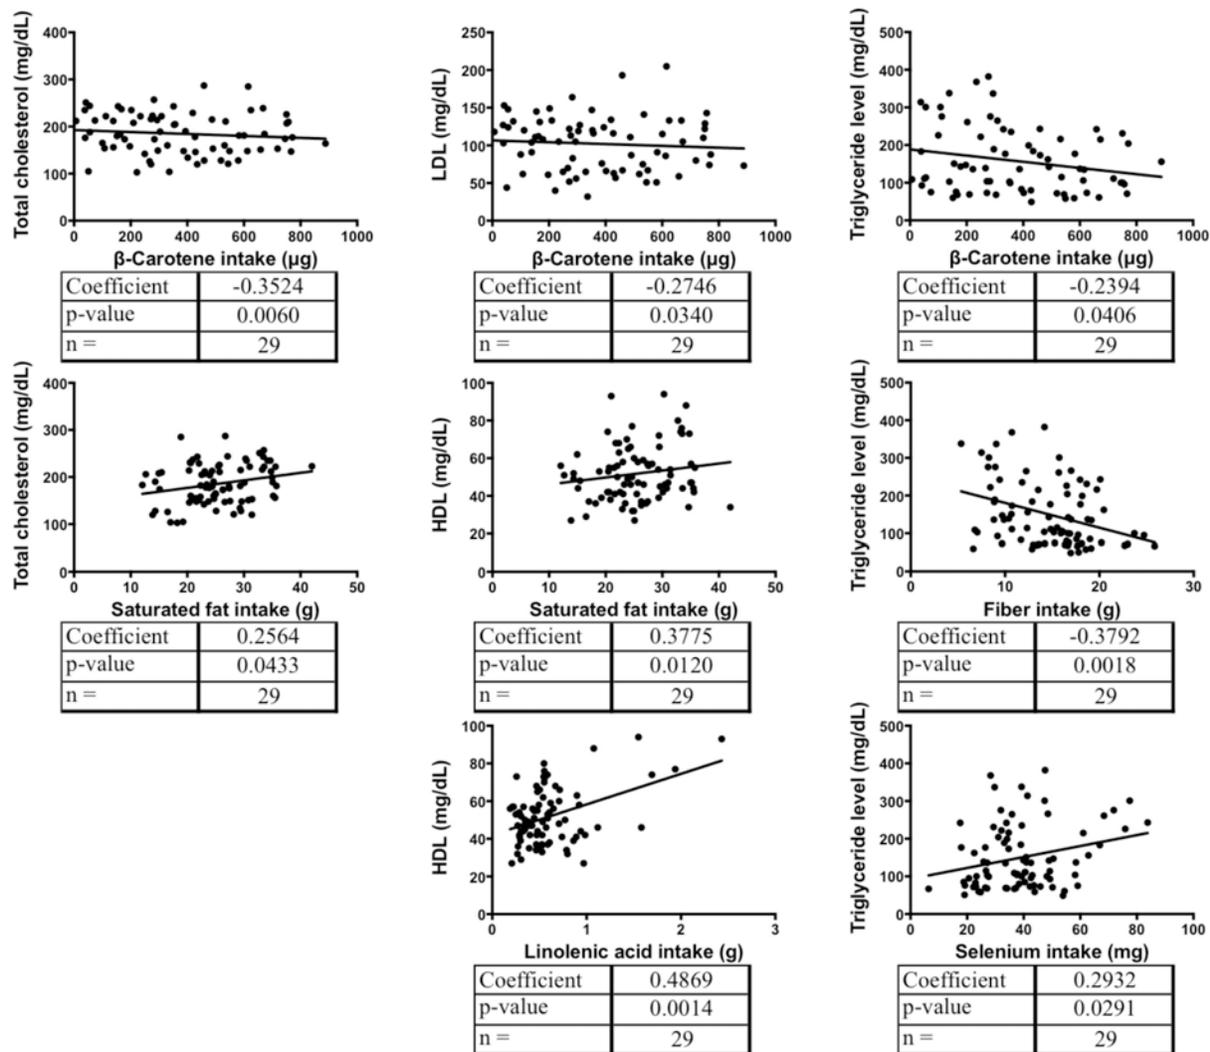 Total cholesterol (mg/dL)
400
300
200
100
0
0 200 400 600 800 1000
β-Carotene intake (µg)
Coefficient -0.3524
p-value 0.0060
n = 29
LDL (mg/dL)
250
200
150
100
50
0
0 200 400 600 800 1000
β-Carotene intake (µg)
Coefficient -0.2746
p-value 0.0340
n = 29
Triglyceride level (mg/dL)
500
400
300
200
100
0
0 200 400 600 800 1000
β-Carotene intake (µg)
Coefficient -0.2394
p-value 0.0406
n = 29
Total cholesterol (mg/dL)
400
300
200
100
0
0 10 20 30 40 50
Saturated fat intake (g)
Coefficient 0.2564
p-value 0.0433
n = 29
HDL (mg/dL)
100
80
60
40
20
0
0 10 20 30 40 50
Saturated fat intake (g)
Coefficient 0.3775
p-value 0.0120
n = 29
Triglyceride level (mg/dL)
500
400
300
200
100
0
0 10 20 30
Fiber intake (g)
Coefficient -0.3792
p-value 0.0018
n = 29
HDL (mg/dL)
100
80
60
40
20
0
0 1 2 3
Linolenic acid intake (g)
Coefficient 0.4869
p-value 0.0014
n = 29
Triglyceride level (mg/dL)
500
400
300
200
100
0
0 20 40 60 80 100
Selenium intake (mg)
Coefficient 0.2932
p-value 0.0291
n = 29